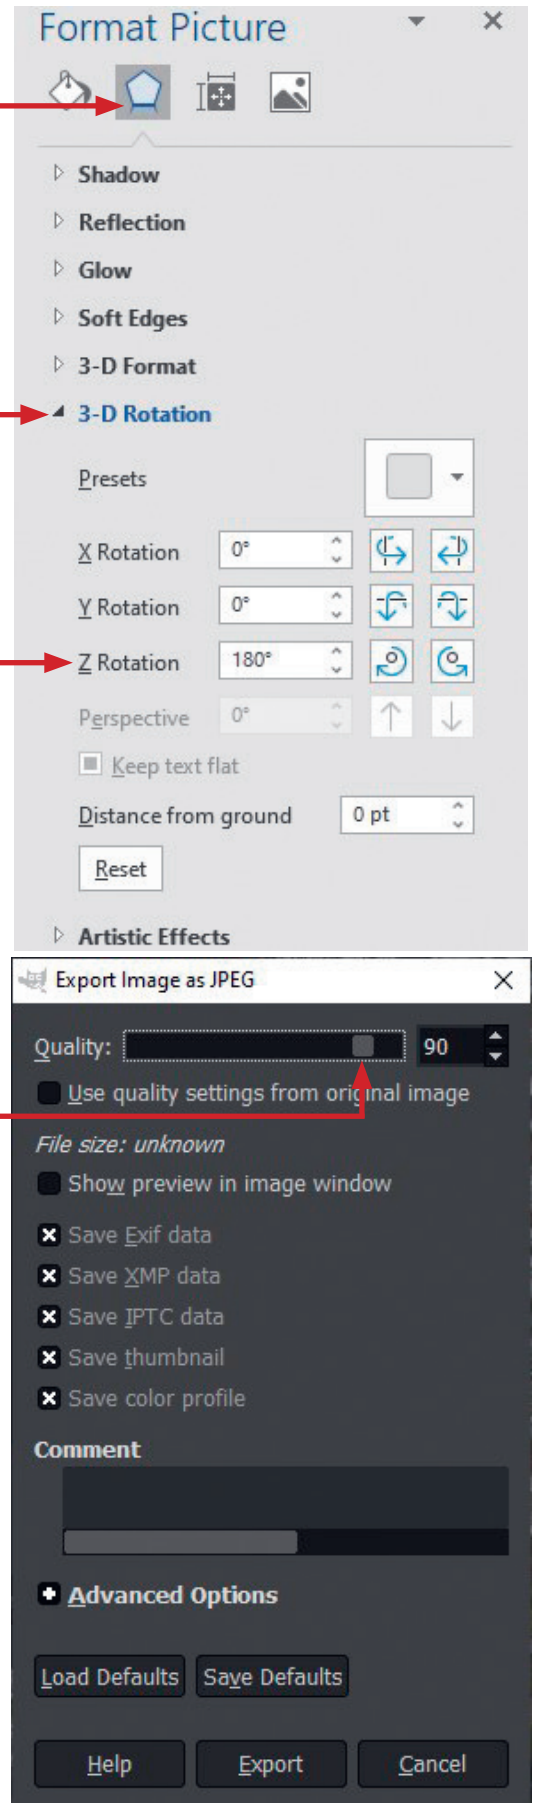 Format Picture
Shadow
Reflection
Glow
Soft Edges
3-D Format
3-D Rotation
Presets
X Rotation 0°
Y Rotation 0°
Z Rotation 180°
Perspective 0°
Keep text flat
Distance from ground 0 pt
Reset
Artistic Effects
Export Image as JPEG
Quality: 90
Use quality settings from original image
File size: unknown
Show preview in image window
Save Exif data
Save XMP data
Save IPTC data
Save thumbnail
Save color profile
Comment
Advanced Options
Load Defaults Save Defaults
Help Export Cancel